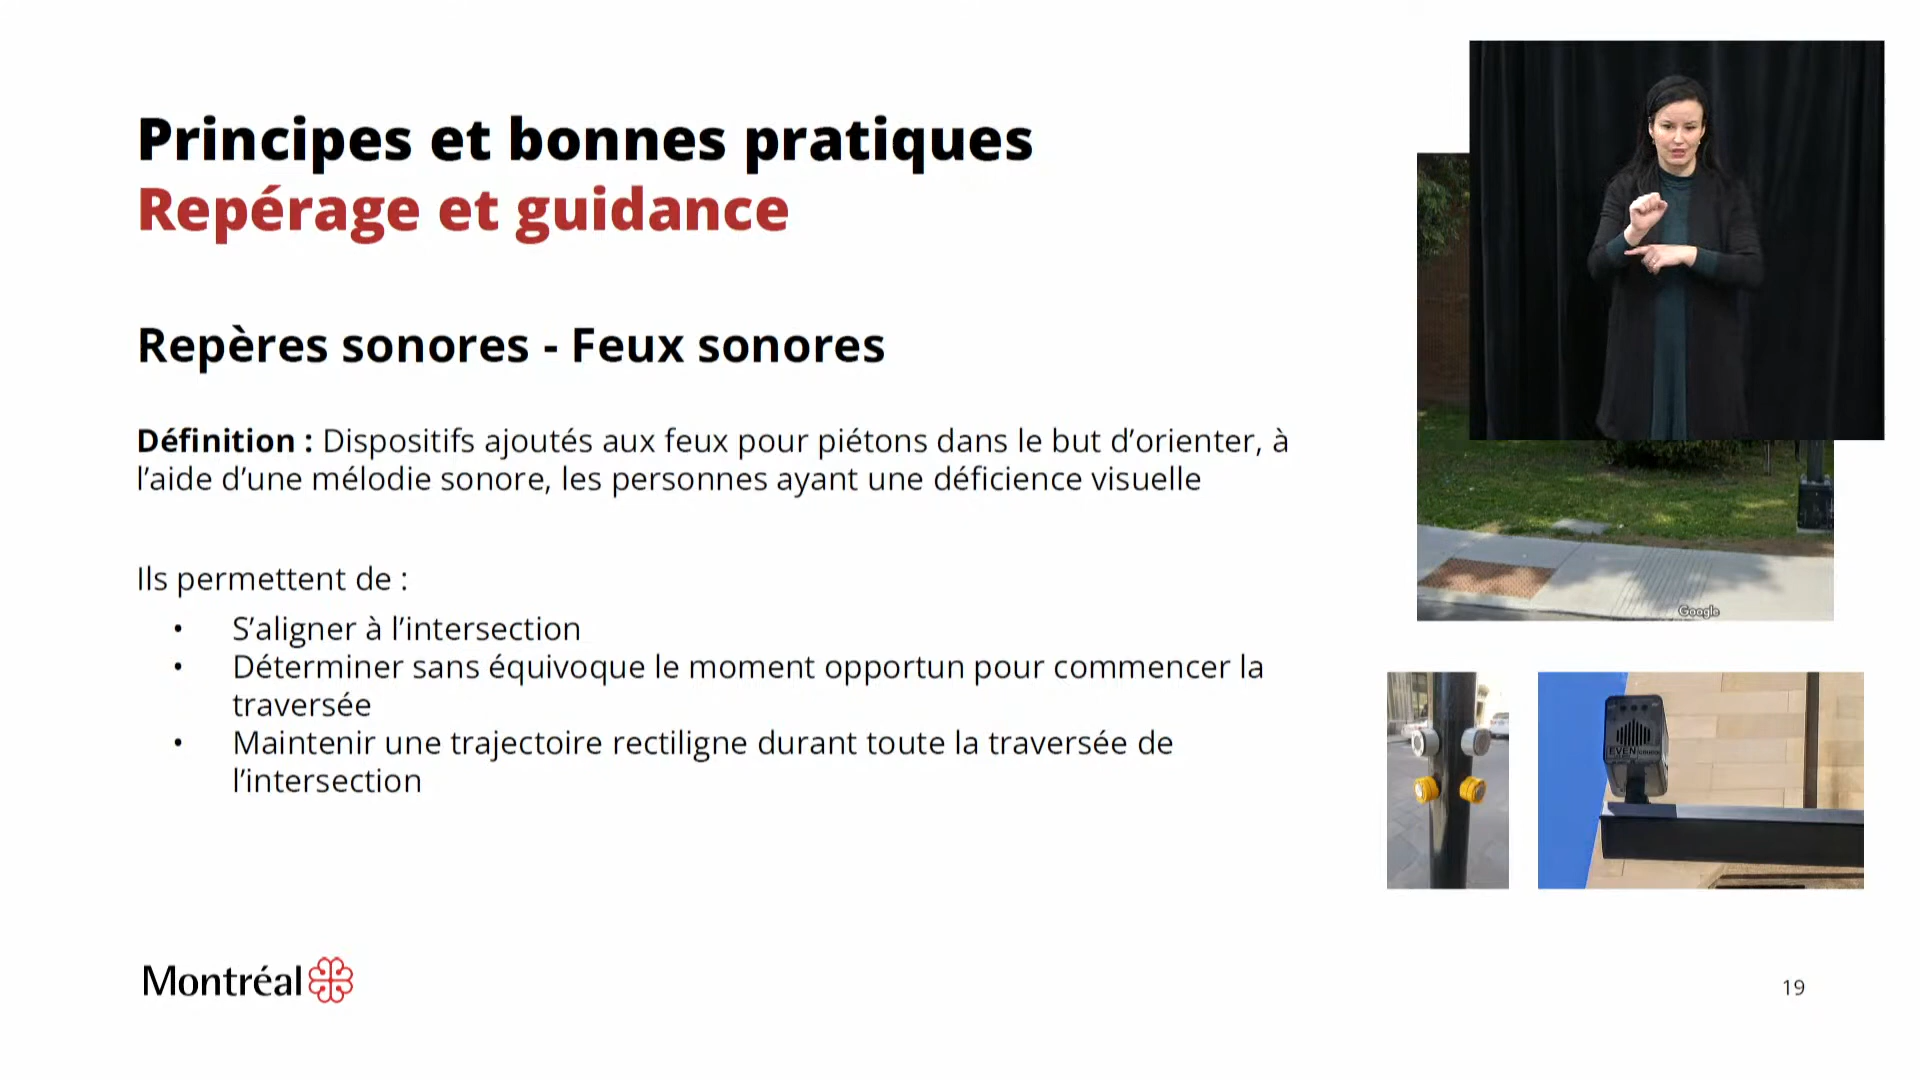 Principes et bonnes pratiques
Repérage et guidance
Repères sonores - Feux sonores
Définition : Dispositifs ajoutés aux feux pour piétons dans le but d’orienter, à
l’aide d’une mélodie sonore, les personnes ayant une déficience visuelle
Ils permettent de :
• S’aligner à l’intersection
• Déterminer sans équivoque le moment opportun pour commencer la
traversée
• Maintenir une trajectoire rectiligne durant toute la traversée de
l’intersection
Google
EVEN
Montréal
19